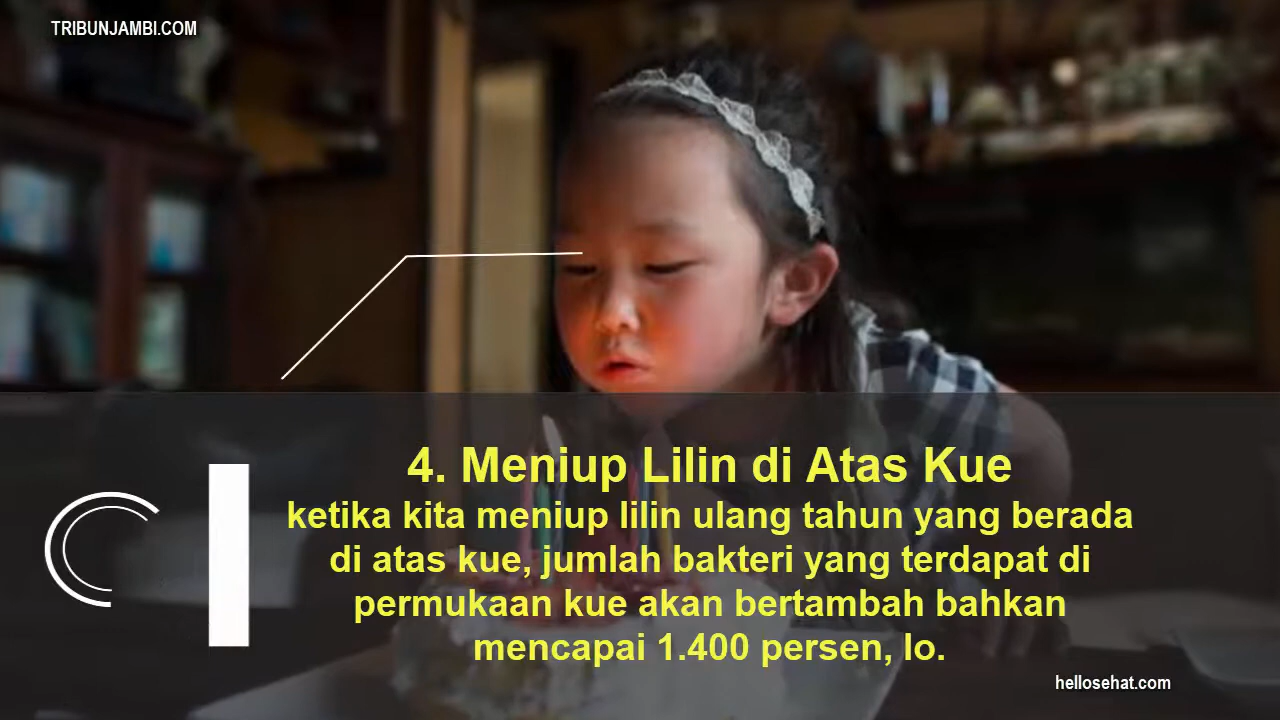 TRIBUNJAMBI.COM
4. Meniup Lilin di Atas Kue
ketika kita meniup lilin ulang tahun yang berada
di atas kue, jumlah bakteri yang terdapat di
permukaan kue akan bertambah bahkan
mencapai 1.400 persen, lo.
hellosehat.com